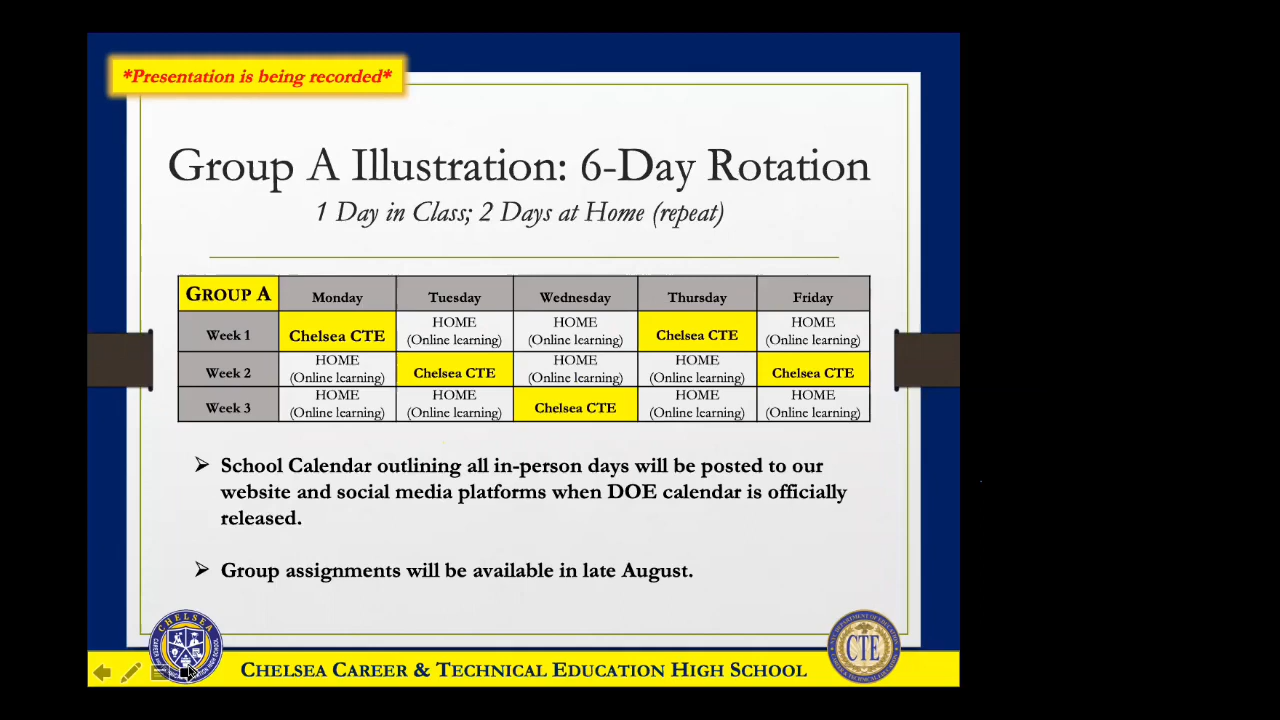 *Presentation is being recorded*
Group A Illustration: 6-Day Rotation
1 Day in Class; 2 Days at Home (repeat)
GROUP A Monday Tuesday Wednesday Thursday Friday
Week 1 Chelsea CTE HOME (Online learning) HOME (Online learning) Chelsea CTE HOME (Online learning)
Week 2 HOME (Online learning) Chelsea CTE HOME (Online learning) HOME (Online learning) Chelsea CTE
Week 3 HOME (Online learning) HOME (Online learning) Chelsea CTE HOME (Online learning) HOME (Online learning)
➢ School Calendar outlining all in-person days will be posted to our
website and social media platforms when DOE calendar is officially
released.
➢ Group assignments will be available in late August.
CHELSEA
CTE
CHELSEA CAREER & TECHNICAL EDUCATION HIGH SCHOOL